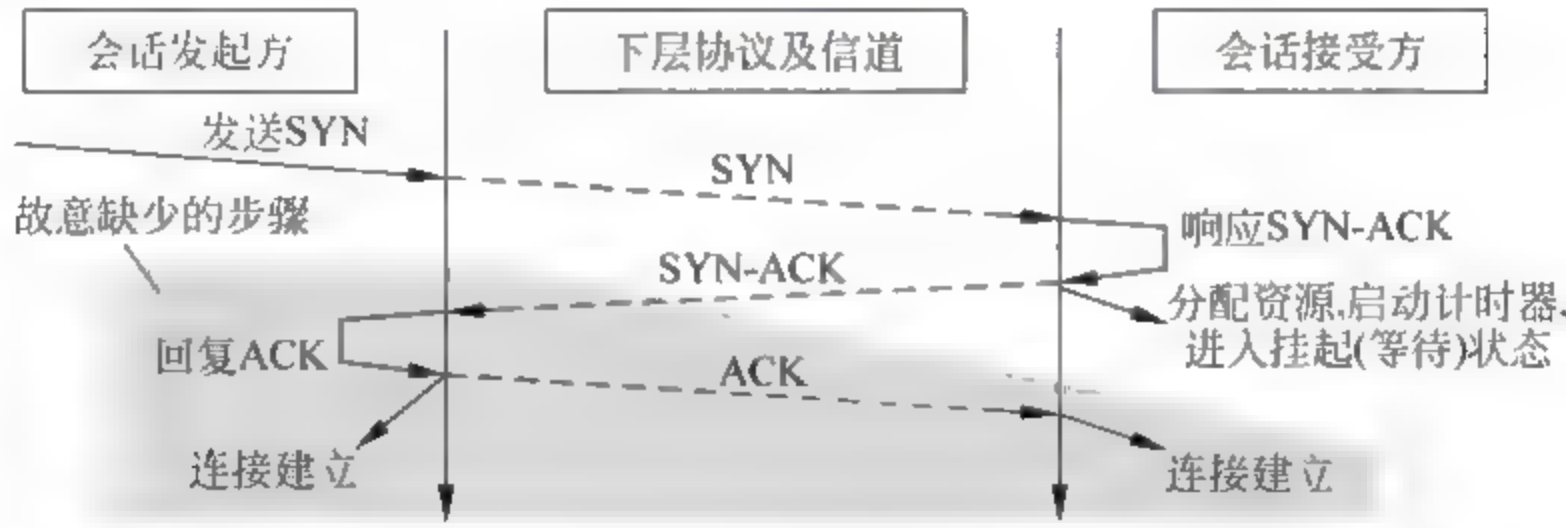 会话发起方
下层协议及信道
会话接受方
发送SYN
SYN
故意缺少的步骤
响应SYN-ACK
SYN-ACK
分配资源,启动计时器,
进入挂起(等待)状态
回复ACK
ACK
连接建立
连接建立